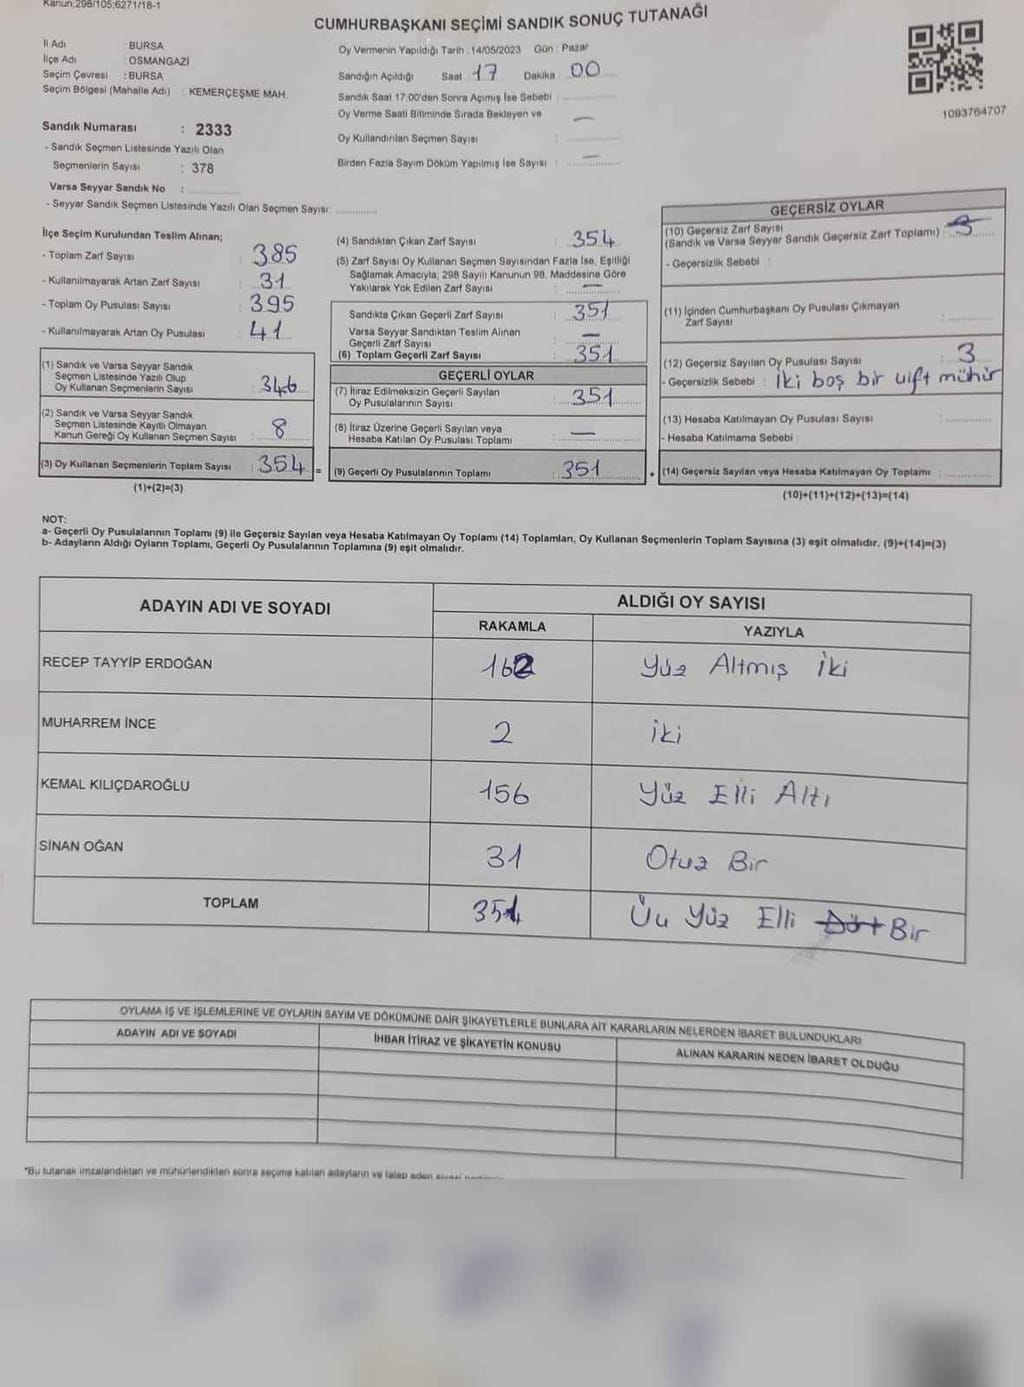 Kanun;298/105;6271/18-1
CUMHURBAŞKANI SEÇİMİ SANDIK SONUÇ TUTANAĞI
İl Adı : BURSA
İlçe Adı : OSMANGAZİ
Seçim Çevresi : BURSA
Seçim Bölgesi (Mahalle Adı) : KEMERÇEŞME MAH.
Sandık Numarası : 2333
- Sandık Seçmen Listesinde Yazılı Olan
Seçmenlerin Sayısı : 378
Varsa Seyyar Sandık No :
- Seyyar Sandık Seçmen Listesinde Yazılı Olan Seçmen Sayısı:
Oy Vermenin Yapıldığı Tarih : 14/05/2023 Gün : Pazar
Sandığın Açıldığı Saat : 17 Dakika : 00
Sandık Saat 17:00'den Sonra Açımış İse Sebebi :
Oy Verme Saati Bitiminde Sırada Bekleyen ve
Oy Kullandırılan Seçmen Sayısı : —
Birden Fazla Sayım Döküm Yapılmış İse Sayısı : —
1093764707
İlçe Seçim Kurulundan Teslim Alınan;
- Toplam Zarf Sayısı : 385
- Kullanılmayarak Artan Zarf Sayısı : 31
- Toplam Oy Pusulası Sayısı : 395
- Kullanılmayarak Artan Oy Pusulası : 41
(1) Sandık ve Varsa Seyyar Sandık
Seçmen Listesinde Yazılı Olup
Oy Kullanan Seçmenlerin Sayısı : 346
(2) Sandık ve Varsa Seyyar Sandık
Seçmen Listesinde Kayıtlı Olmayan
Kanun Gereği Oy Kullanan Seçmen Sayısı : 8
(3) Oy Kullanan Seçmenlerin Toplam Sayısı : 354 =
(1)+(2)=(3)
(4) Sandıktan Çıkan Zarf Sayısı : 354
(5) Zarf Sayısı Oy Kullanan Seçmen Sayısından Fazla İse, Eşitliği
Sağlamak Amacıyla; 298 Sayılı Kanunun 98. Maddesine Göre
Yakılarak Yok Edilen Zarf Sayısı : —
Sandıkta Çıkan Geçerli Zarf Sayısı : 351
Varsa Seyyar Sandıktan Teslim Alınan
Geçerli Zarf Sayısı : —
(6) Toplam Geçerli Zarf Sayısı : 351
GEÇERLİ OYLAR
(7) İtiraz Edilmeksizin Geçerli Sayılan
Oy Pusulalarının Sayısı : 351
(8) İtiraz Üzerine Geçerli Sayılan veya
Hesaba Katılan Oy Pusulası Toplamı : —
(9) Geçerli Oy Pusulalarının Toplamı : 351 +
GEÇERSİZ OYLAR
(10) Geçersiz Zarf Sayısı
(Sandık ve Varsa Seyyar Sandık Geçersiz Zarf Toplamı) : 3
- Geçersizlik Sebebi :
(11) İçinden Cumhurbaşkanı Oy Pusulası Çıkmayan
Zarf Sayısı :
(12) Geçersiz Sayılan Oy Pusulası Sayısı : 3
- Geçersizlik Sebebi : iki boş bir çift mühür
(13) Hesaba Katılmayan Oy Pusulası Sayısı :
- Hesaba Katılmama Sebebi :
(14) Geçersiz Sayılan veya Hesaba Katılmayan Oy Toplamı :
(10)+(11)+(12)+(13)=(14)
NOT:
a- Geçerli Oy Pusulalarının Toplamı (9) ile Geçersiz Sayılan veya Hesaba Katılmayan Oy Toplamı (14) Toplamları, Oy Kullanan Seçmenlerin Toplam Sayısına (3) eşit olmalıdır. (9)+(14)=(3)
b- Adayların Aldığı Oyların Toplamı, Geçerli Oy Pusulalarının Toplamına (9) eşit olmalıdır.
ADAYIN ADI VE SOYADI
ALDIĞI OY SAYISI
RAKAMLA YAZIYLA
RECEP TAYYİP ERDOĞAN 162 Yüz Altmış İki
MUHARREM İNCE 2 iki
KEMAL KILIÇDAROĞLU 156 Yüz Elli Altı
SİNAN OĞAN 31 Otuz Bir
TOPLAM 351 Üç Yüz Elli Dört Bir
OYLAMA İŞ VE İŞLEMLERİNE VE OYLARIN SAYIM VE DÖKÜMÜNE DAİR ŞİKAYETLERLE BUNLARA AİT KARARLARIN NELERDEN İBARET BULUNDUKLARI
ADAYIN ADI VE SOYADI İHBAR İTİRAZ VE ŞİKAYETİN KONUSU ALINAN KARARIN NEDEN İBARET OLDUĞU
*Bu tutanak imzalandıktan ve mühürlendikten sonra seçime katılan adayların ve talep eden siyasi